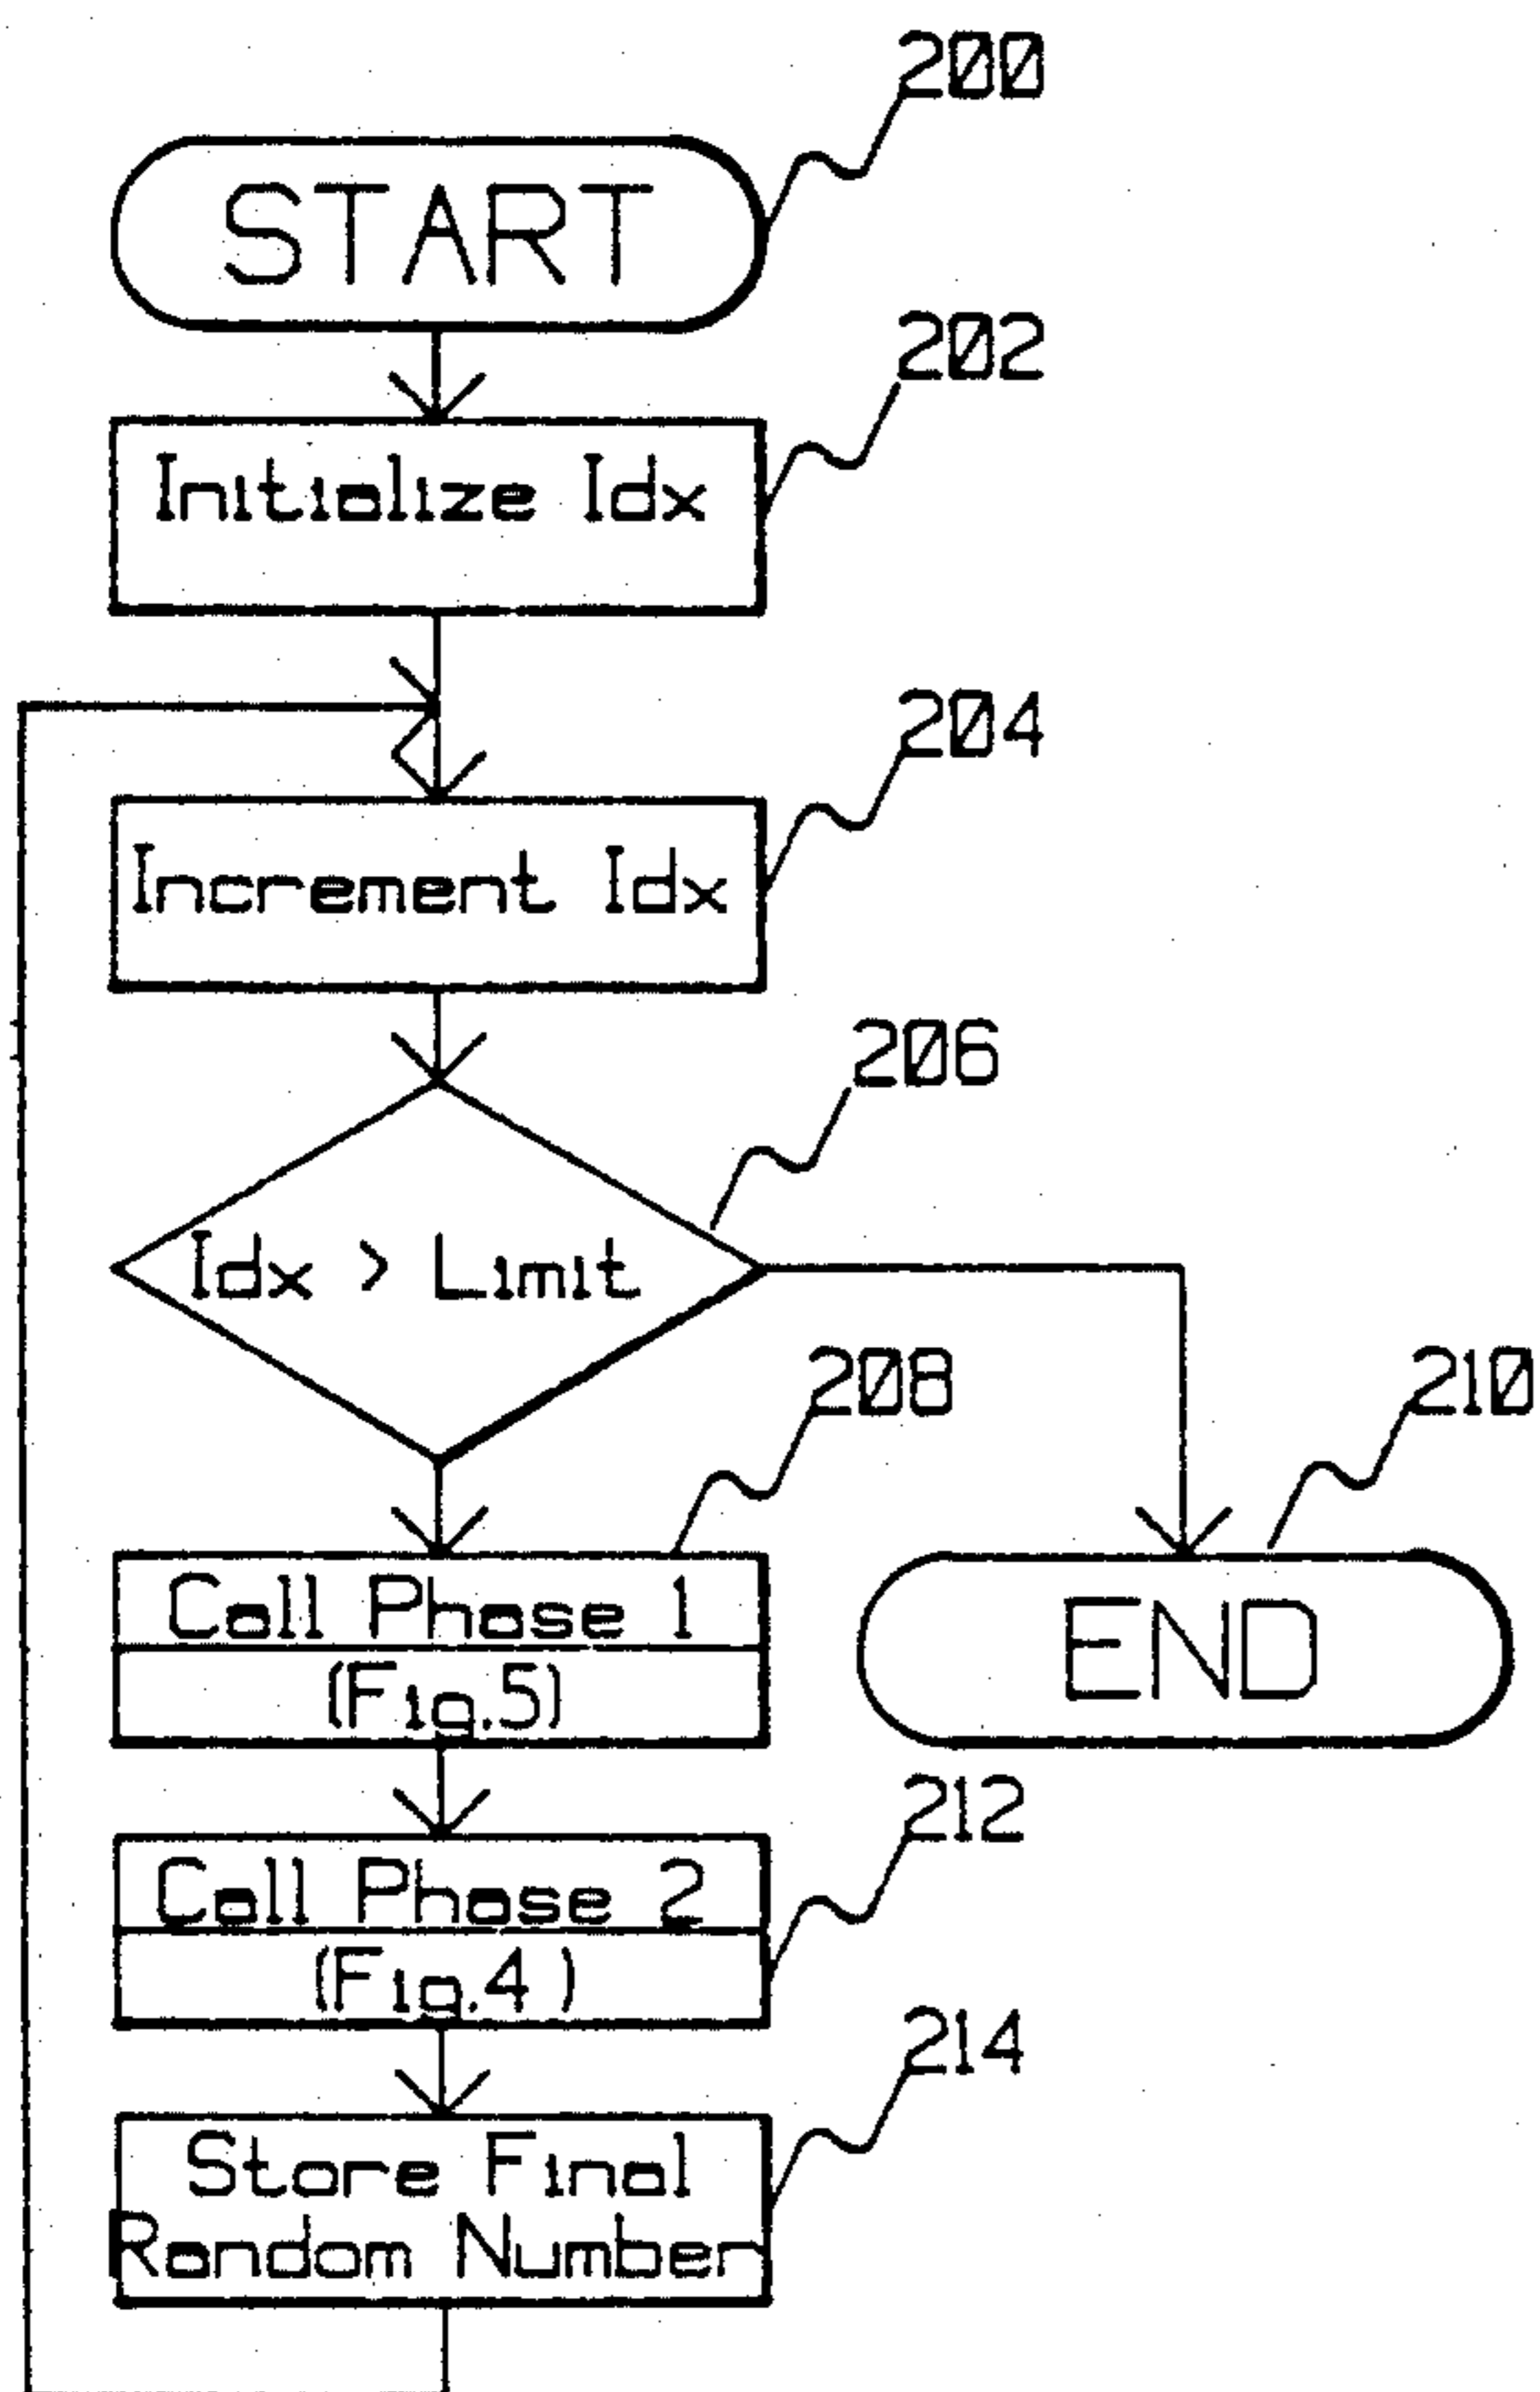 200
START
202
Initialize Idx
204
Increment Idx
206
Idx > Limit
208
210
Call Phase 1
(Fig.5)
END
212
Call Phase 2
(Fig.4 )
214
Store Final
Random Number